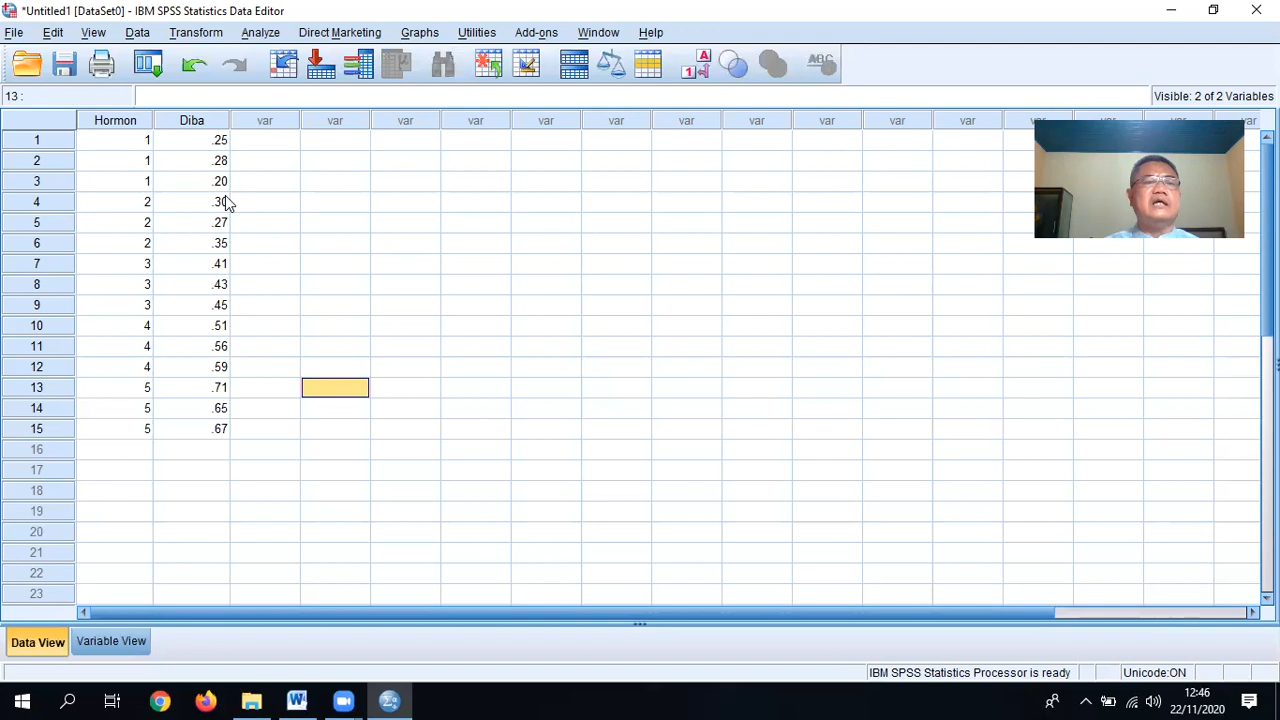 *Untitled1 [DataSet0] - IBM SPSS Statistics Data Editor
File Edit View Data Transform Analyze Direct Marketing Graphs Utilities Add-ons Window Help
13 : Visible: 2 of 2 Variables
Hormon Diba var var var var var var var var var var var var
1 1 .25
2 1 .28
3 1 .20
4 2 .30
5 2 .27
6 2 .35
7 3 .41
8 3 .43
9 3 .45
10 4 .51
11 4 .56
12 4 .59
13 5 .71
14 5 .65
15 5 .67
16
17
18
19
20
21
22
23
Data View Variable View
IBM SPSS Statistics Processor is ready Unicode:ON
12:46
22/11/2020